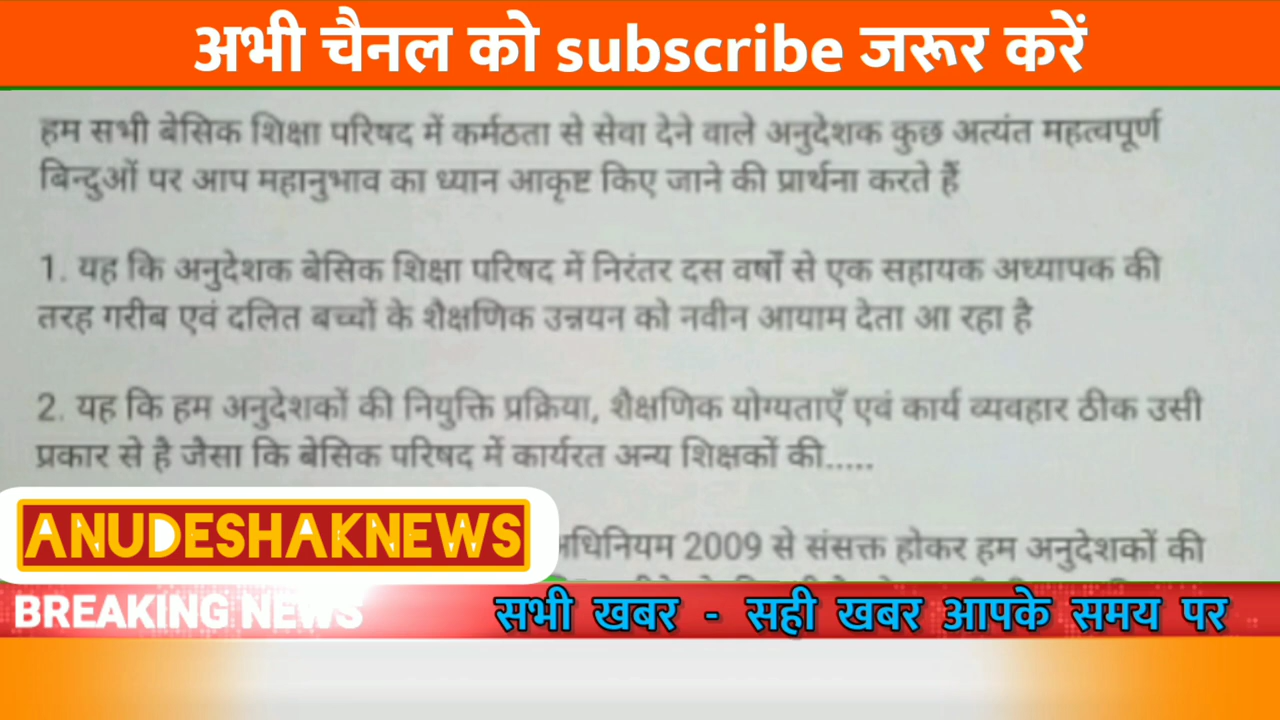 अभी चैनल को subscribe जरूर करें
हम सभी बेसिक शिक्षा परिषद में कर्मठता से सेवा देने वाले अनुदेशक कुछ अत्यंत महत्वपूर्ण
बिन्दुओं पर आप महानुभाव का ध्यान आकृष्ट किए जाने की प्रार्थना करते हैं
1. यह कि अनुदेशक बेसिक शिक्षा परिषद में निरंतर दस वर्षों से एक सहायक अध्यापक की
तरह गरीब एवं दलित बच्चों के शैक्षणिक उन्नयन को नवीन आयाम देता आ रहा है
2. यह कि हम अनुदेशकों की नियुक्ति प्रक्रिया, शैक्षणिक योग्यताएँ एवं कार्य व्यवहार ठीक उसी
प्रकार से है जैसा कि बेसिक परिषद में कार्यरत अन्य शिक्षकों की.....
2009 से संसक्त होकर हम अनुदेशकों की
ANUDESHAKNEWS
BREAKING NEWS
सभी खबर - सही खबर आपके समय पर